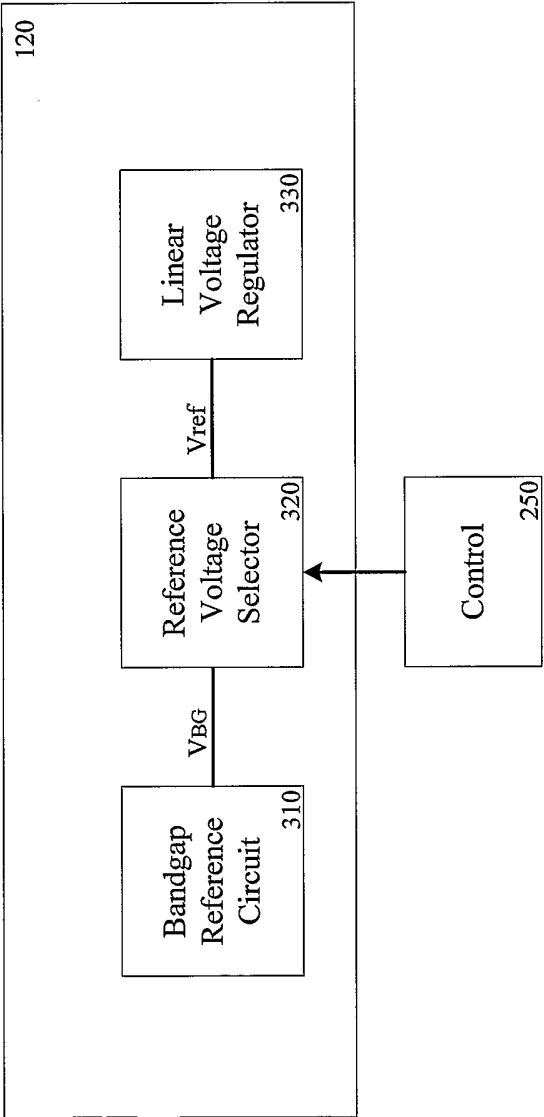 120
Bandgap
Reference
Circuit
310
VBG
Reference
Voltage
Selector
320
Vref
Linear
Voltage
Regulator
330
Control
250